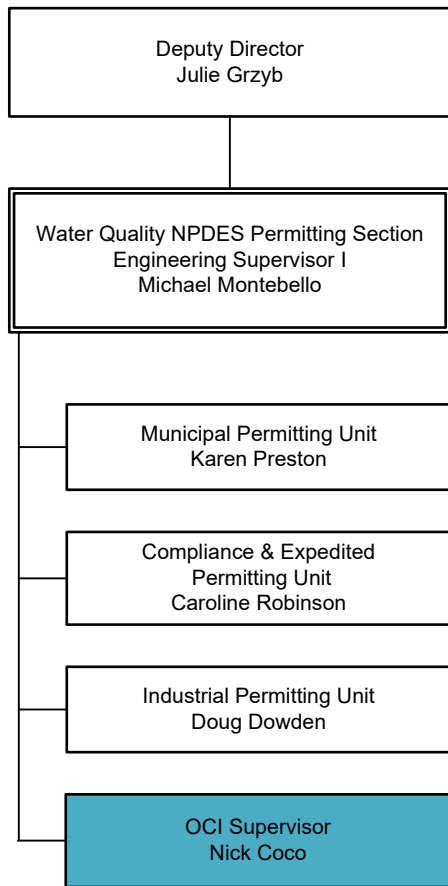 Deputy Director
Julie Grzyb
Water Quality NPDES Permitting Section
Engineering Supervisor I
Michael Montebello
Municipal Permitting Unit
Karen Preston
Compliance & Expedited
Permitting Unit
Caroline Robinson
Industrial Permitting Unit
Doug Dowden
OCI Supervisor
Nick Coco